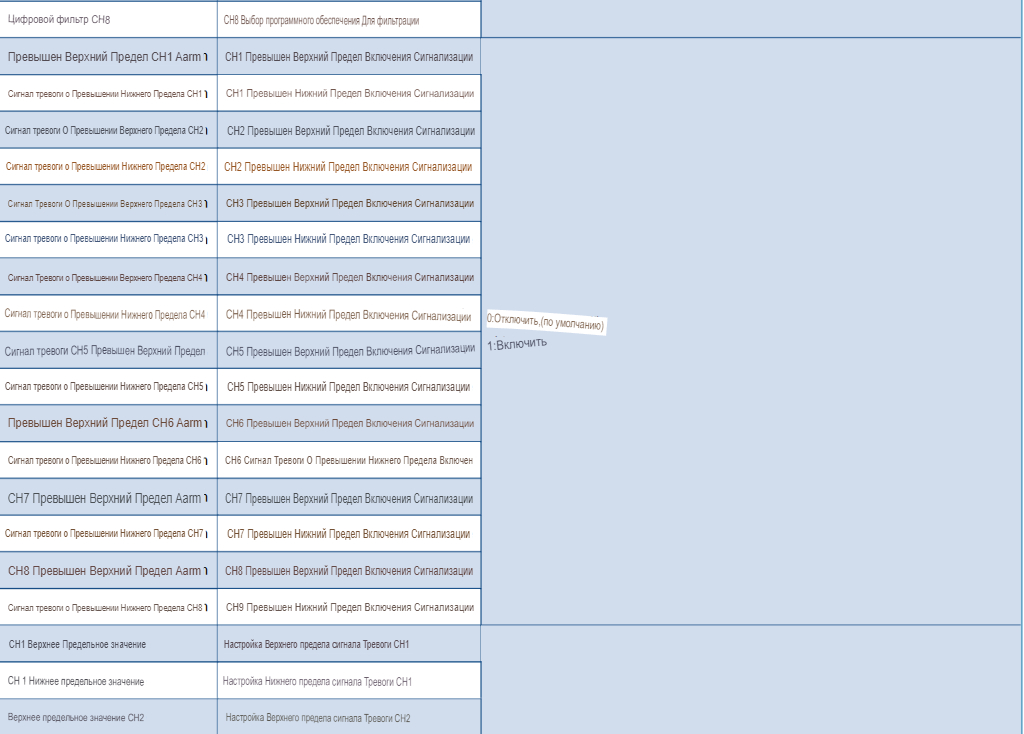 Цифровой фильтр CH8
CH8 Выбор программного обеспечения Для фильтрации
Превышен Верхний Предел CH1 Aarm
CH1 Превышен Верхний Предел Включения Сигнализации
Сигнал тревоги о Превышении Нижнего Предела CH1
CH1 Превышен Нижний Предел Включения Сигнализации
Сигнал тревоги О Превышении Верхнего Предела CH2
CH2 Превышен Верхний Предел Включения Сигнализации
Сигнал тревоги о Превышении Нижнего Предела CH2
CH2 Превышен Нижний Предел Включения Сигнализации
Сигнал Тревоги О Превышении Верхнего Предела CH3
CH3 Превышен Верхний Предел Включения Сигнализации
Сигнал тревоги о Превышении Нижнего Предела CH3
CH3 Превышен Нижний Предел Включения Сигнализации
Сигнал Тревоги о Превышении Верхнего Предела CH4
CH4 Превышен Верхний Предел Включения Сигнализации
Сигнал тревоги о Превышении Нижнего Предела CH4
CH4 Превышен Нижний Предел Включения Сигнализации
0:Отключить,(по умолчанию)
1:Включить
Сигнал тревоги CH5 Превышен Верхний Предел
CH5 Превышен Верхний Предел Включения Сигнализации
Сигнал тревоги о Превышении Нижнего Предела CH5
CH5 Превышен Нижний Предел Включения Сигнализации
Превышен Верхний Предел CH6 Aarm
CH6 Превышен Верхний Предел Включения Сигнализации
Сигнал тревоги о Превышении Нижнего Предела CH6
CH6 Сигнал Тревоги О Превышении Нижнего Предела Включен
CH7 Превышен Верхний Предел Aarm
CH7 Превышен Верхний Предел Включения Сигнализации
Сигнал тревоги о Превышении Нижнего Предела CH7
CH7 Превышен Нижний Предел Включения Сигнализации
CH8 Превышен Верхний Предел Aarm
CH8 Превышен Верхний Предел Включения Сигнализации
Сигнал тревоги о Превышении Нижнего Предела CH8
CH9 Превышен Нижний Предел Включения Сигнализации
CH1 Верхнее Предельное значение
Настройка Верхнего предела сигнала Тревоги CH1
CH 1 Нижнее предельное значение
Настройка Нижнего предела сигнала Тревоги CH1
Верхнее предельное значение CH2
Настройка Верхнего предела сигнала Тревоги CH2